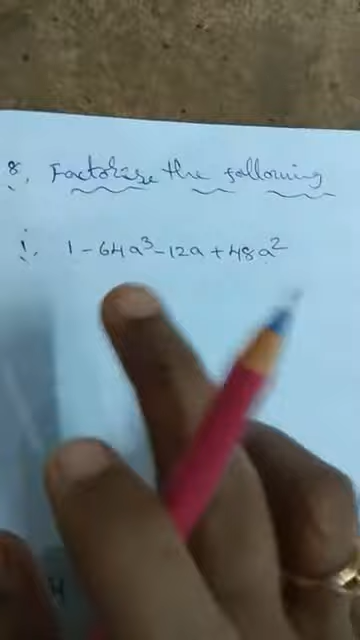 8. Factorise the following
i. 1 - 64a³ - 12a + 48a²